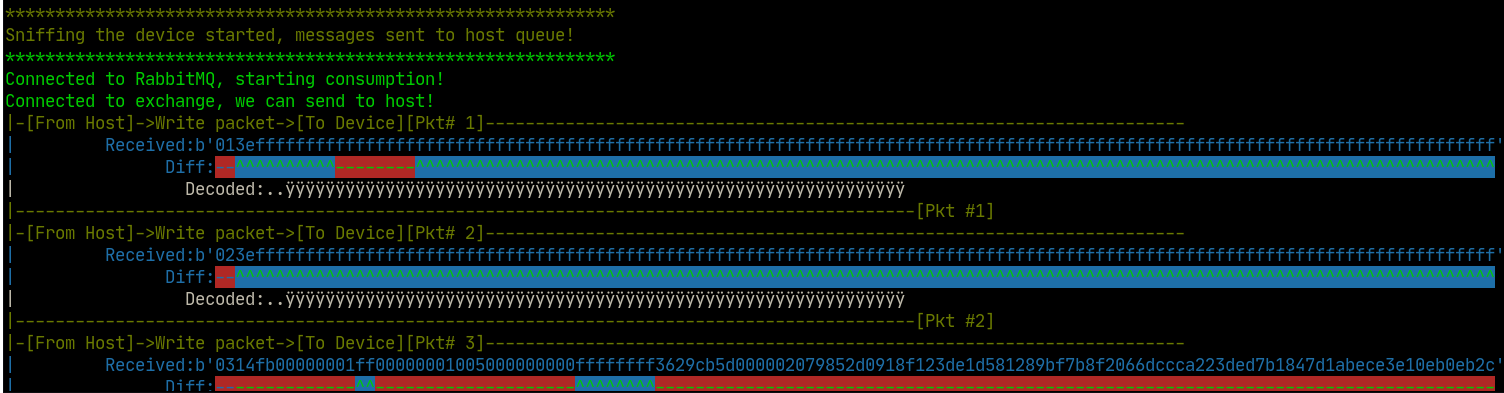 *************************************************************
Sniffing the device started, messages sent to host queue!
*************************************************************
Connected to RabbitMQ, starting consumption!
Connected to exchange, we can send to host!
|-[From Host]->Write packet->[To Device][Pkt# 1]----------------------------------------------------------------------
| Received:b'013effffffffffffffffffffffffffffffffffffffffffffffffffffffffffffffffffffffffffffffffffffffffffffffffffffffffffffffffffffffffffff'
| Diff:--^^^^^^^^^^--------^^^^^^^^^^^^^^^^^^^^^^^^^^^^^^^^^^^^^^^^^^^^^^^^^^^^^^^^^^^^^^^^^^^^^^^^^^^^^^^^^^^^^^^^^^^^^^^^^^^^^^^^^^^^
| Decoded:..ÿÿÿÿÿÿÿÿÿÿÿÿÿÿÿÿÿÿÿÿÿÿÿÿÿÿÿÿÿÿÿÿÿÿÿÿÿÿÿÿÿÿÿÿÿÿÿÿÿÿÿÿÿÿÿÿÿÿÿÿÿÿ
|------------------------------------------------------------------------------------------[Pkt #1]
|-[From Host]->Write packet->[To Device][Pkt# 2]----------------------------------------------------------------------
| Received:b'023effffffffffffffffffffffffffffffffffffffffffffffffffffffffffffffffffffffffffffffffffffffffffffffffffffffffffffffffffffffffffff'
| Diff:--^^^^^^^^^^^^^^^^^^^^^^^^^^^^^^^^^^^^^^^^^^^^^^^^^^^^^^^^^^^^^^^^^^^^^^^^^^^^^^^^^^^^^^^^^^^^^^^^^^^^^^^^^^^^^^^^^^^^^^^^^^^^^^
| Decoded:..ÿÿÿÿÿÿÿÿÿÿÿÿÿÿÿÿÿÿÿÿÿÿÿÿÿÿÿÿÿÿÿÿÿÿÿÿÿÿÿÿÿÿÿÿÿÿÿÿÿÿÿÿÿÿÿÿÿÿÿÿÿÿ
|------------------------------------------------------------------------------------------[Pkt #2]
|-[From Host]->Write packet->[To Device][Pkt# 3]----------------------------------------------------------------------
| Received:b'0314fb00000001ff00000001005000000000ffffffff3629cb5d000002079852d0918f123de1d581289bf7b8f2066dccca223ded7b1847d1abece3e10eb0eb2c'
| Diff:--------------^^--------------------^^^^^^^^------------------------------------------------------------------------------------